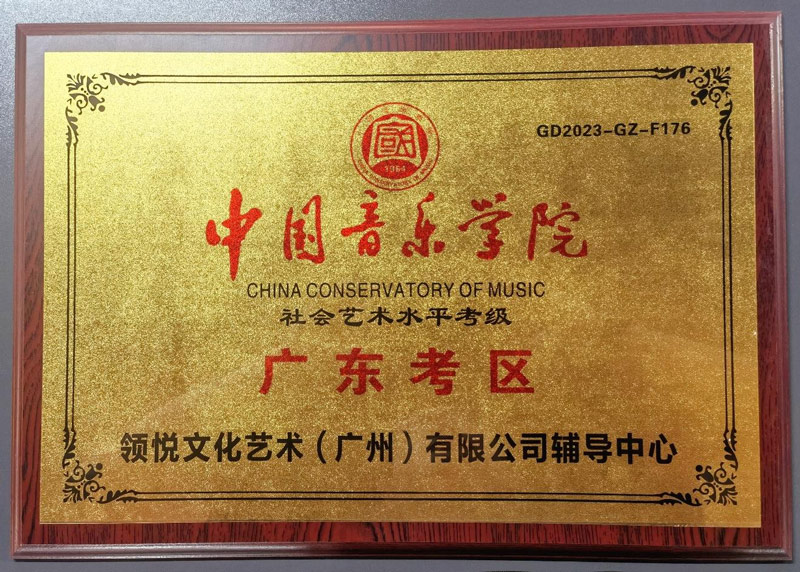 1964
GD2023-GZ-F176
中国音乐学院
CHINA CONSERVATORY OF MUSIC
社会艺术水平考级
广东考区
领悦文化艺术（广州）有限公司辅导中心